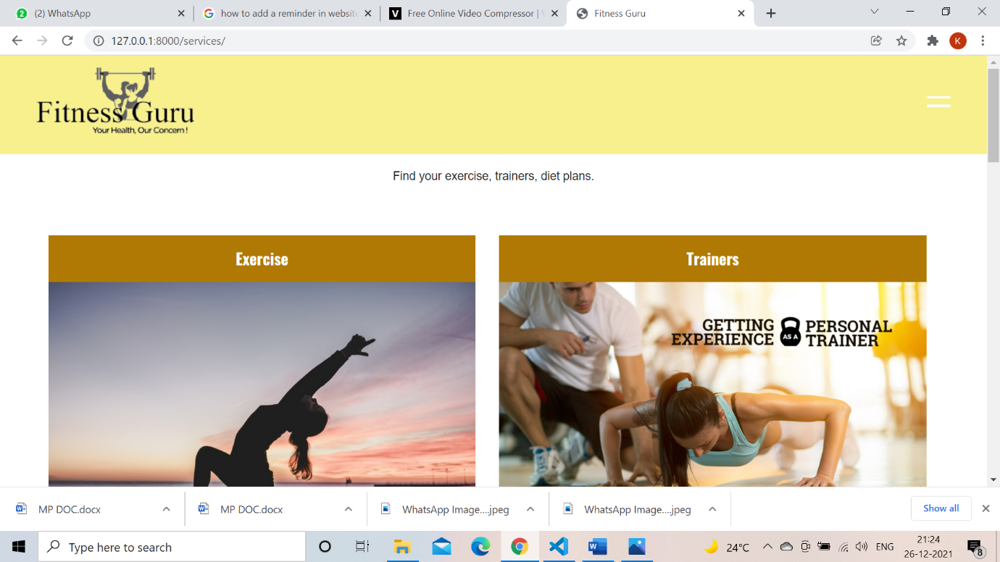 (2) WhatsApp
how to add a reminder in website
Free Online Video Compressor |
Fitness Guru
127.0.0.1:8000/services/
K
Fitness Guru
Your Health, Our Concern !
Find your exercise, trainers, diet plans.
Exercise
Trainers
GETTING EXPERIENCE AS A PERSONAL TRAINER
MP DOC.docx
MP DOC.docx
WhatsApp Image....jpeg
WhatsApp Image....jpeg
Show all
Type here to search
24°C
ENG
21:24
26-12-2021
8